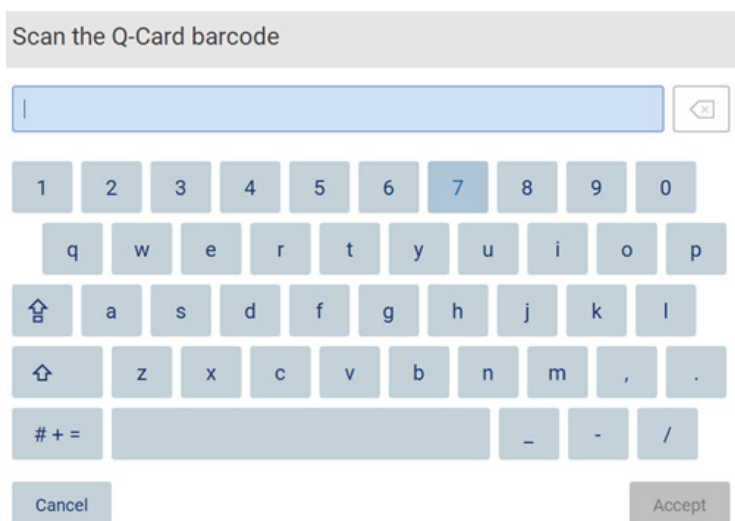 Scan the Q-Card barcode
1 2 3 4 5 6 7 8 9 0
q w e r t y u i o p
a s d f g h j k l
z x c v b n m , .
# + = _ - /
Cancel Accept